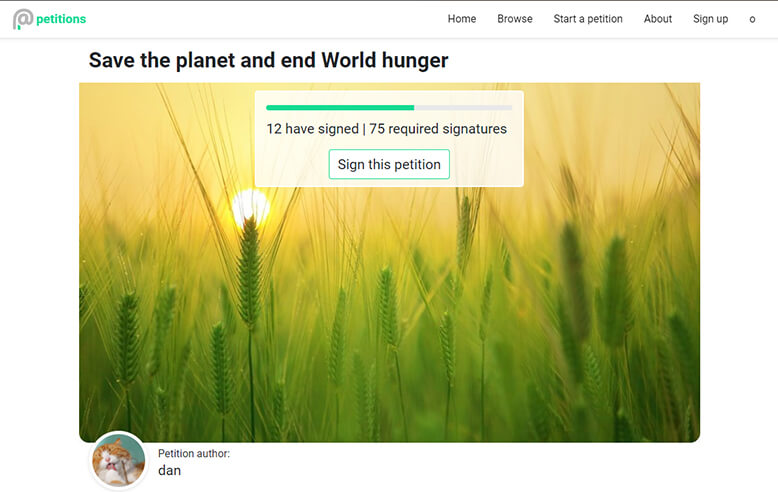 petitions
Home Browse Start a petition About Sign up o
Save the planet and end World hunger
12 have signed | 75 required signatures
Sign this petition
Petition author:
dan